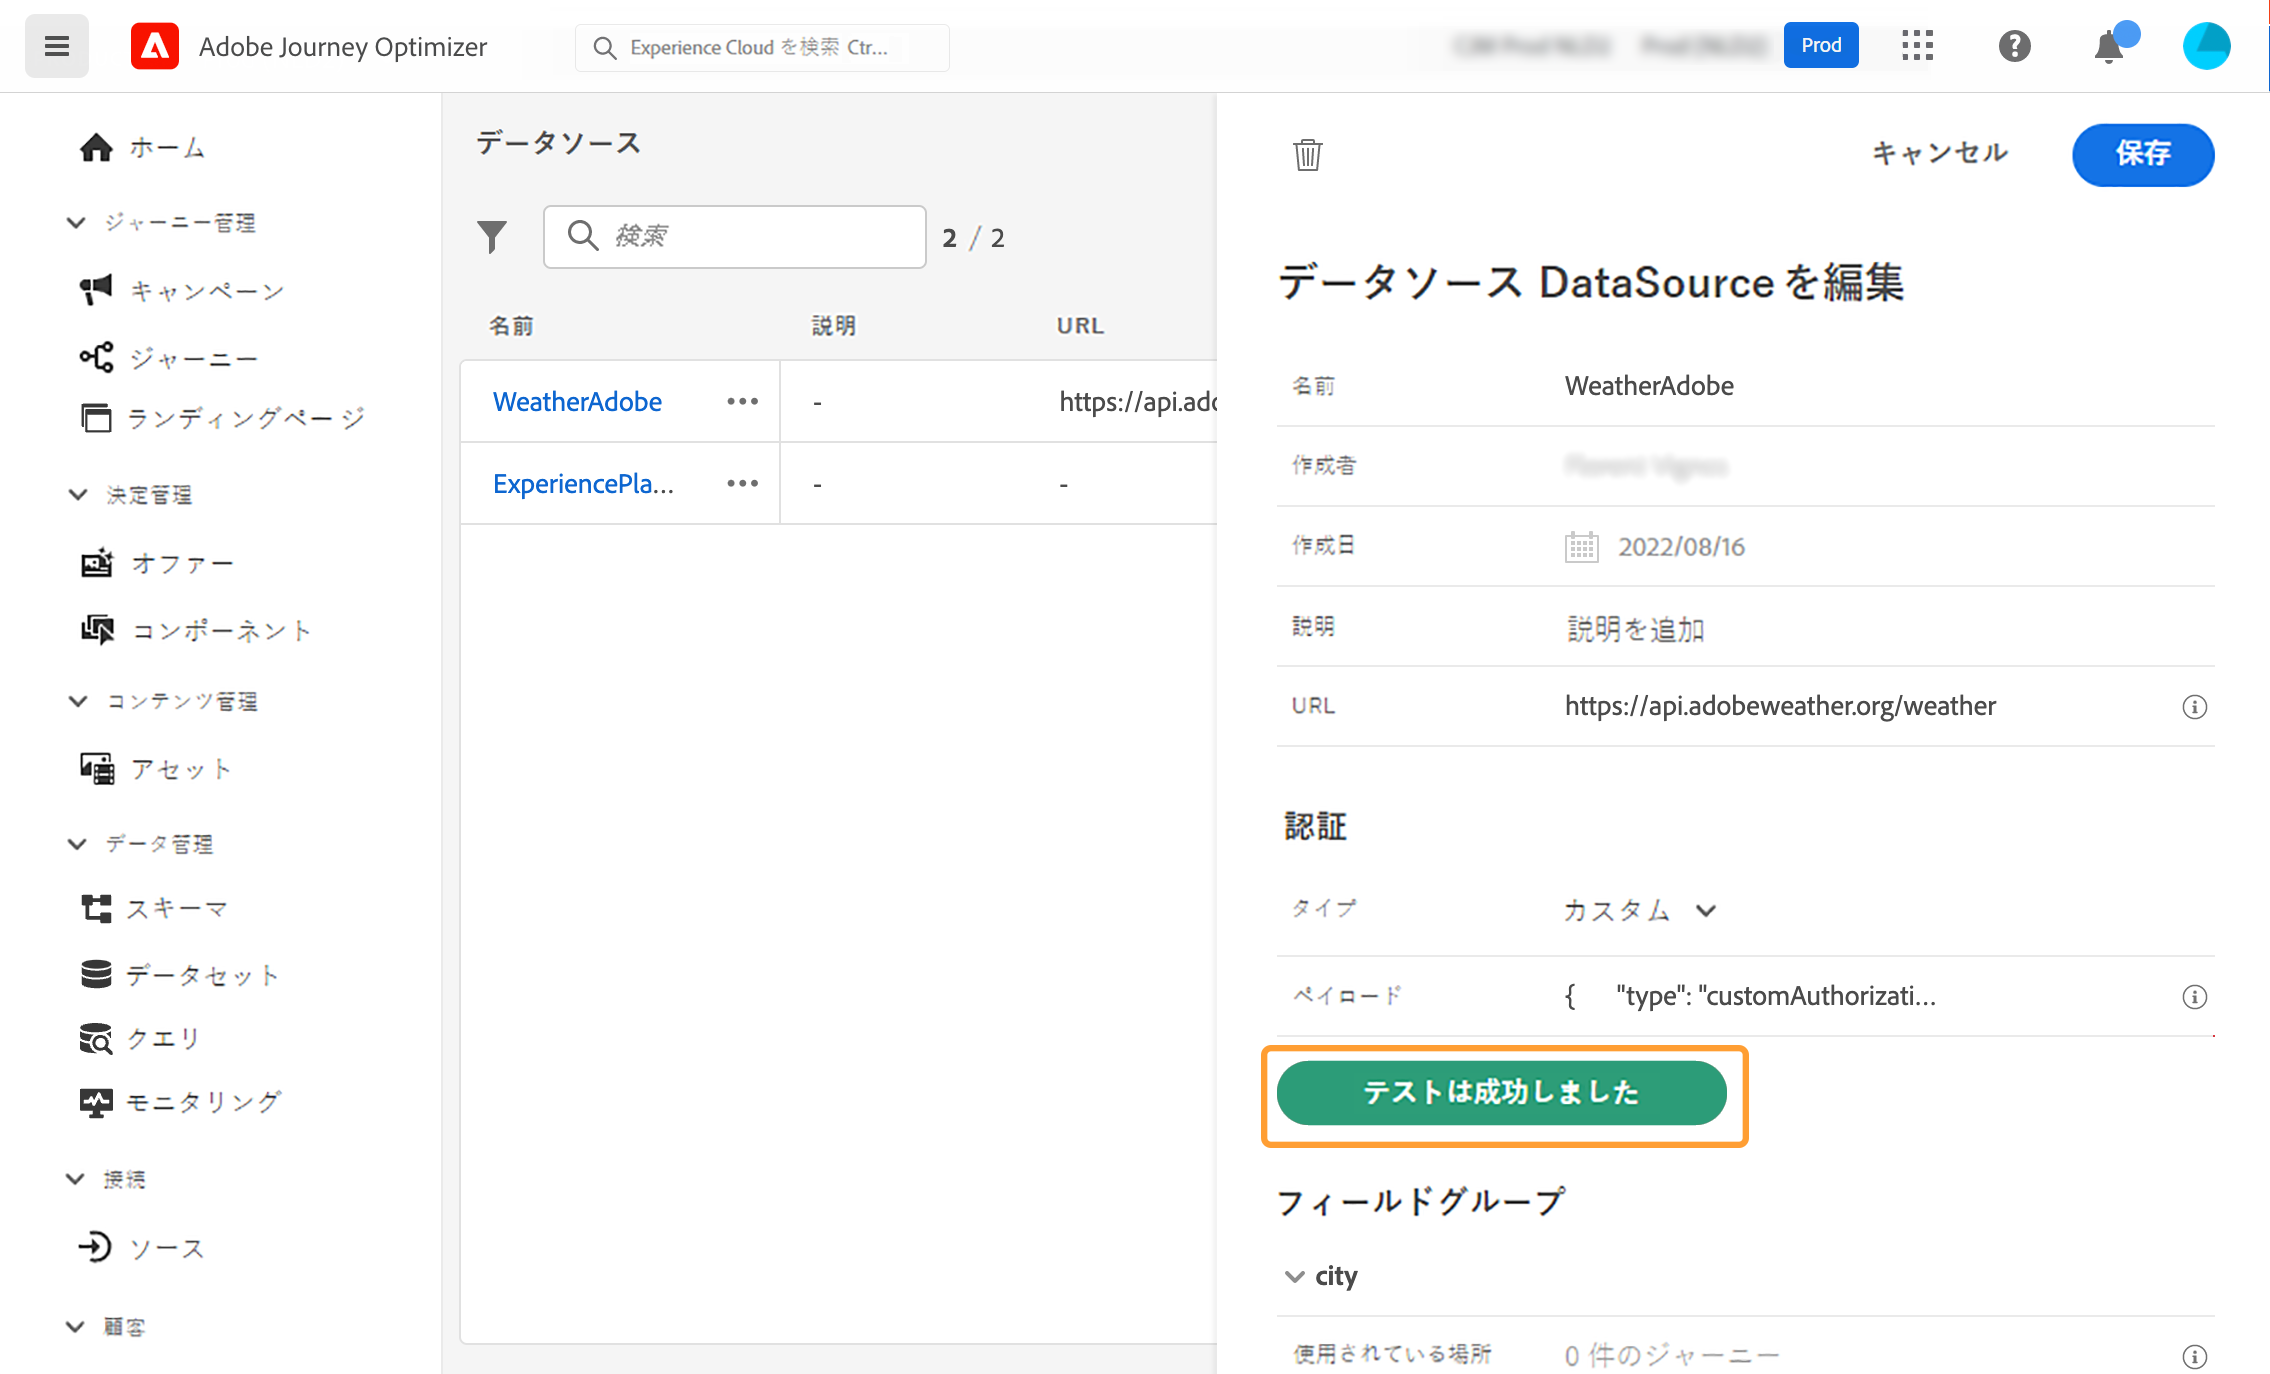 Adobe Journey Optimizer
Experience Cloud を検索 Ctr...
Prod
ホーム
ジャーニー管理
キャンペーン
ジャーニー
ランディングページ
決定管理
オファー
コンポーネント
コンテンツ管理
アセット
データ管理
スキーマ
データセット
クエリ
モニタリング
接続
ソース
顧客
データソース
検索
2 / 2
名前 説明 URL
WeatherAdobe ••• - https://api.adc
ExperiencePla... ••• - -
キャンセル
保存
データソース DataSource を編集
名前 WeatherAdobe
作成者
作成日 2022/08/16
説明 説明を追加
URL https://api.adobeweather.org/weather
認証
タイプ カスタム
ペイロード { "type": "customAuthorizati...
テストは成功しました
フィールドグループ
city
使用されている場所 0 件のジャーニー